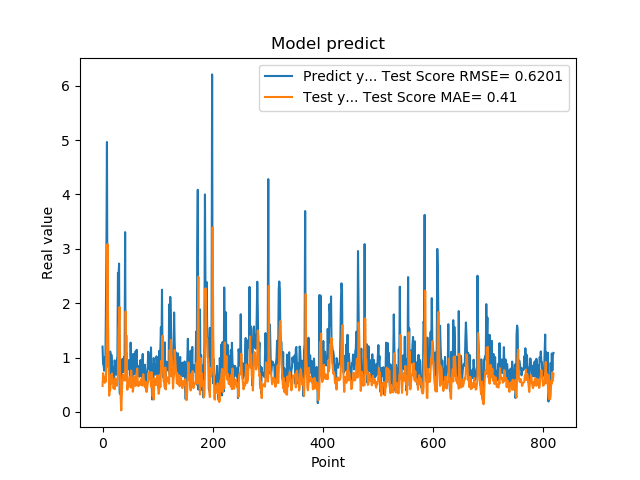 Model predict
Predict y... Test Score RMSE= 0.6201
Test y... Test Score MAE= 0.41
Real value
6
5
4
3
2
1
0
0 200 400 600 800
Point